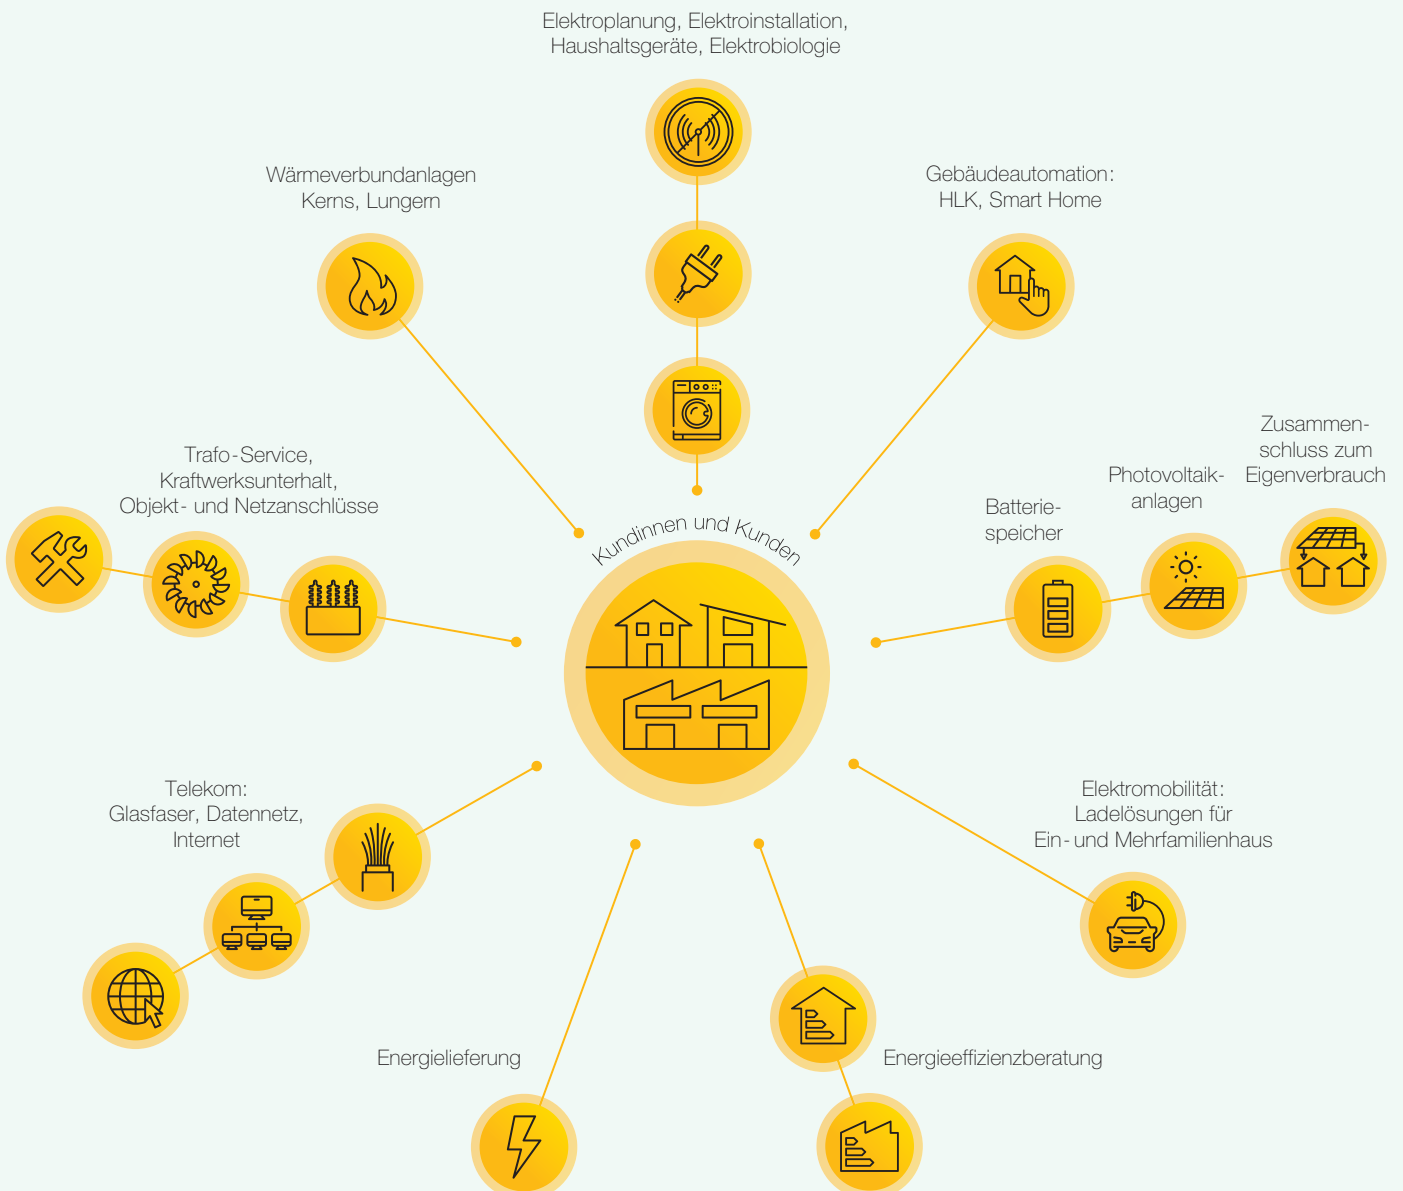 Elektroplanung, Elektroinstallation,
Haushaltsgeräte, Elektrobiologie
Wärmeverbundanlagen
Kerns, Lungern
Gebäudeautomation:
HLK, Smart Home
Trafo-Service,
Kraftwerksunterhalt,
Objekt- und Netzanschlüsse
Kundinnen und Kunden
Batterie-
speicher
Photovoltaik-
anlagen
Zusammen-
schluss zum
Eigenverbrauch
Telekom:
Glasfaser, Datennetz,
Internet
Elektromobilität:
Ladelösungen für
Ein- und Mehrfamilienhaus
Energielieferung
Energieeffizienzberatung